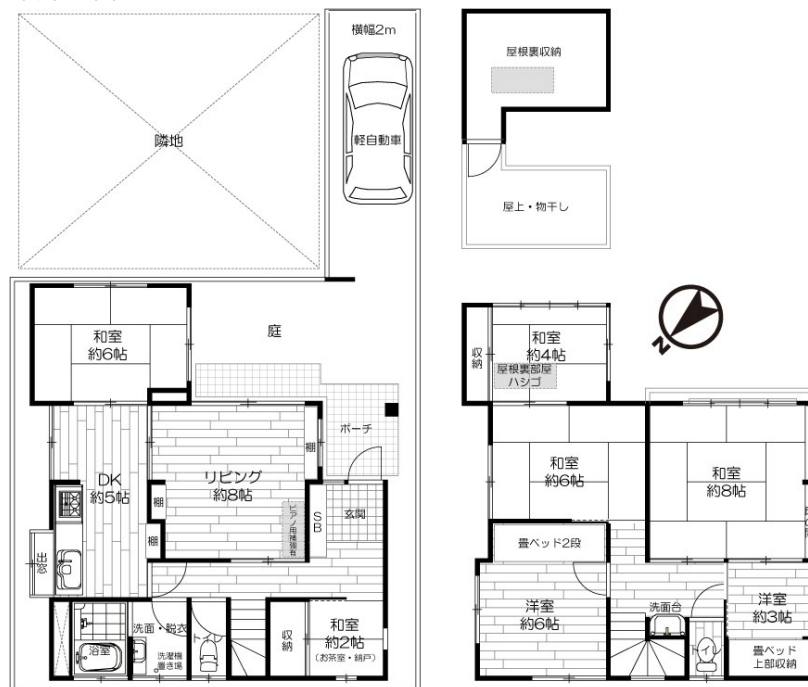 横幅2m
軽自動車
隣地
屋根裏収納
屋上・物干し
和室
約6帖
庭
ポーチ
DK
約5帖
リビング
約8帖
棚
棚
棚
ピアノ用補強有
SB
玄関
出窓
浴室
洗面・脱衣
洗濯機
置き場
トイレ
収納
和室
約2帖
(お茶室・納戸)
N
収納
和室
約4帖
屋根裏部屋
ハシゴ
和室
約6帖
和室
約8帖
畳ベッド2段
洋室
約6帖
洗面台
トイレ
洋室
約3帖
畳ベッド
上部収納